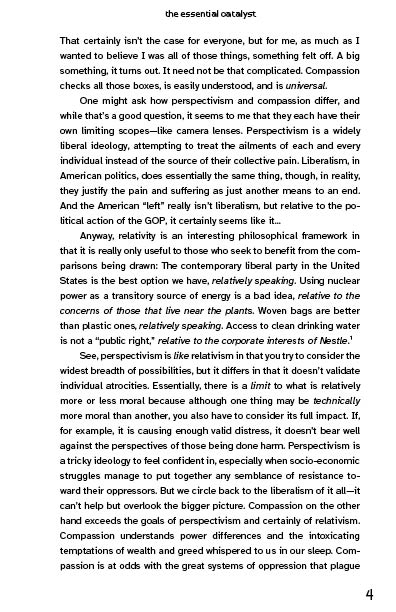 the essential catalyst
That certainly isn't the case for everyone, but for me, as much as I
wanted to believe I was all of those things, something felt off. A big
something, it turns out. It need not be that complicated. Compassion
checks all those boxes, is easily understood, and is universal.
One might ask how perspectivism and compassion differ, and
while that's a good question, it seems to me that they each have their
own limiting scopes—like camera lenses. Perspectivism is a widely
liberal ideology, attempting to treat the ailments of each and every
individual instead of the source of their collective pain. Liberalism, in
American politics, does essentially the same thing, though, in reality,
they justify the pain and suffering as just another means to an end.
And the American “left” really isn't liberalism, but relative to the po-
litical action of the GOP, it certainly seems like it...
Anyway, relativity is an interesting philosophical framework in
that it is really only useful to those who seek to benefit from the com-
parisons being drawn: The contemporary liberal party in the United
States is the best option we have, relatively speaking. Using nuclear
power as a transitory source of energy is a bad idea, relative to the
concerns of those that live near the plants. Woven bags are better
than plastic ones, relatively speaking. Access to clean drinking water
is not a “public right,” relative to the corporate interests of Nestle.¹
See, perspectivism is like relativism in that you try to consider the
widest breadth of possibilities, but it differs in that it doesn't validate
individual atrocities. Essentially, there is a limit to what is relatively
more or less moral because although one thing may be technically
more moral than another, you also have to consider its full impact. If,
for example, it is causing enough valid distress, it doesn't bear well
against the perspectives of those being done harm. Perspectivism is
a tricky ideology to feel confident in, especially when socio-economic
struggles manage to put together any semblance of resistance to-
ward their oppressors. But we circle back to the liberalism of it all—it
can't help but overlook the bigger picture. Compassion on the other
hand exceeds the goals of perspectivism and certainly of relativism.
Compassion understands power differences and the intoxicating
temptations of wealth and greed whispered to us in our sleep. Com-
passion is at odds with the great systems of oppression that plague
4